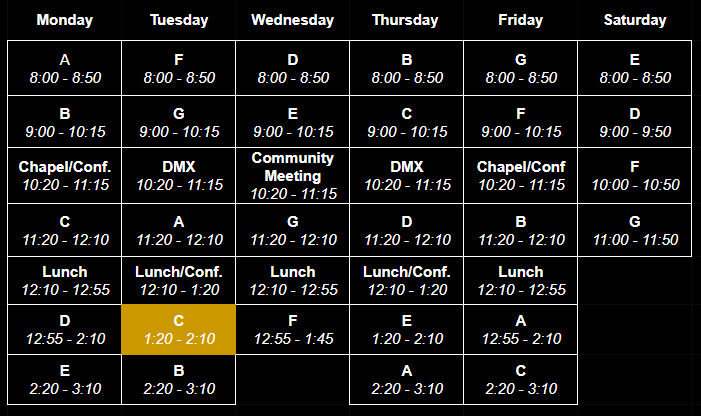 Monday Tuesday Wednesday Thursday Friday Saturday
A F D B G E
8:00 - 8:50 8:00 - 8:50 8:00 - 8:50 8:00 - 8:50 8:00 - 8:50 8:00 - 8:50
B G E C F D
9:00 - 10:15 9:00 - 10:15 9:00 - 10:15 9:00 - 10:15 9:00 - 10:15 9:00 - 9:50
Chapel/Conf. DMX Community Meeting DMX Chapel/Conf F
10:20 - 11:15 10:20 - 11:15 10:20 - 11:15 10:20 - 11:15 10:20 - 11:15 10:00 - 10:50
C A G D B G
11:20 - 12:10 11:20 - 12:10 11:20 - 12:10 11:20 - 12:10 11:20 - 12:10 11:00 - 11:50
Lunch Lunch/Conf. Lunch Lunch/Conf. Lunch
12:10 - 12:55 12:10 - 1:20 12:10 - 12:55 12:10 - 1:20 12:10 - 12:55
D C F E A
12:55 - 2:10 1:20 - 2:10 12:55 - 1:45 1:20 - 2:10 12:55 - 2:10
E B A C
2:20 - 3:10 2:20 - 3:10 2:20 - 3:10 2:20 - 3:10